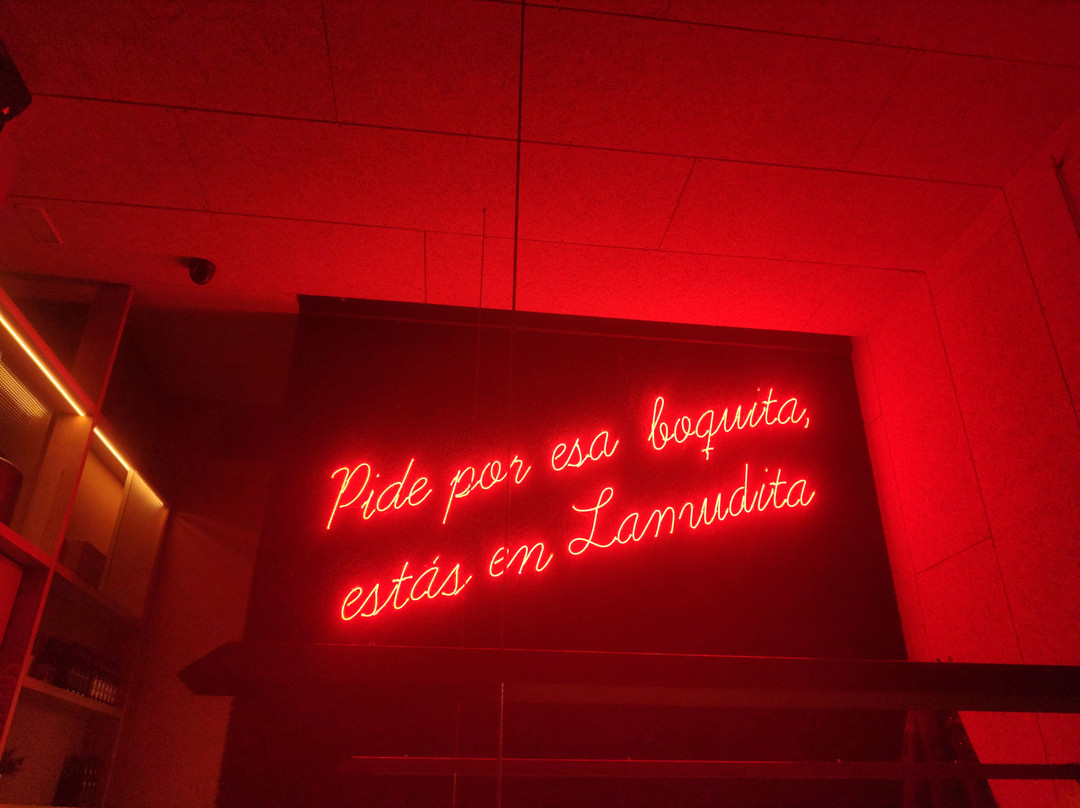 Pide por esa boquita,
estás en Lamudita